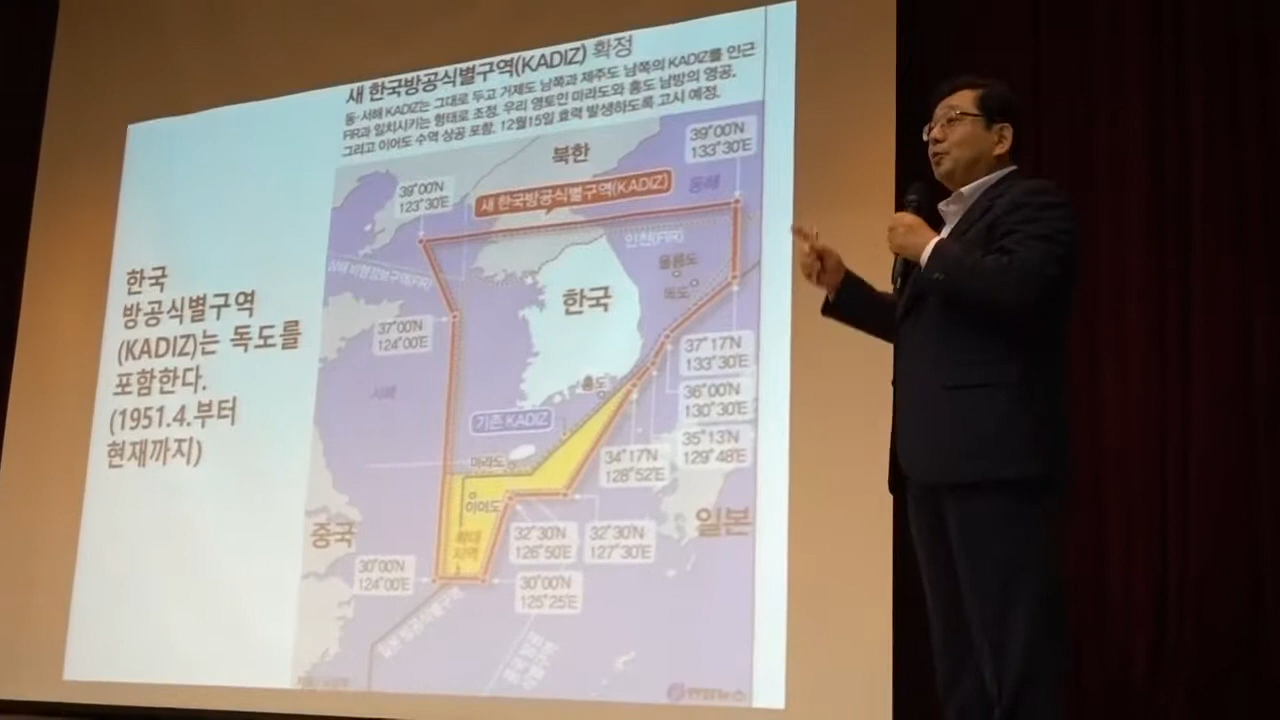 새 한국방공식별구역(KADIZ) 확정
동·서해 KADIZ는 그대로 두고 거제도 남쪽과 제주도 남쪽의 KADIZ를 인근
FIR과 일치시키는 형태로 조정. 우리 영토인 마라도와 홍도 남방의 영공,
그리고 이어도 수역 상공 포함. 12월15일 효력 발생하도록 고시 예정.
한국
방공식별구역
(KADIZ)는 독도를
포함한다.
(1951.4.부터
현재까지)
북한
39°00'N
133°30'E
39°00'N
123°30'E
새 한국방공식별구역(KADIZ)
동해
인천(FIR)
울릉도
독도
한국
37°00'N
124°00'E
서해
37°17'N
133°30'E
홍도
36°00'N
130°30'E
기존 KADIZ
35°13'N
129°48'E
마라도
34°17'N
128°52'E
이어도
확대
지역
중국
일본
32°30'N
126°50'E
32°30'N
127°30'E
30°00'N
124°00'E
30°00'N
125°25'E